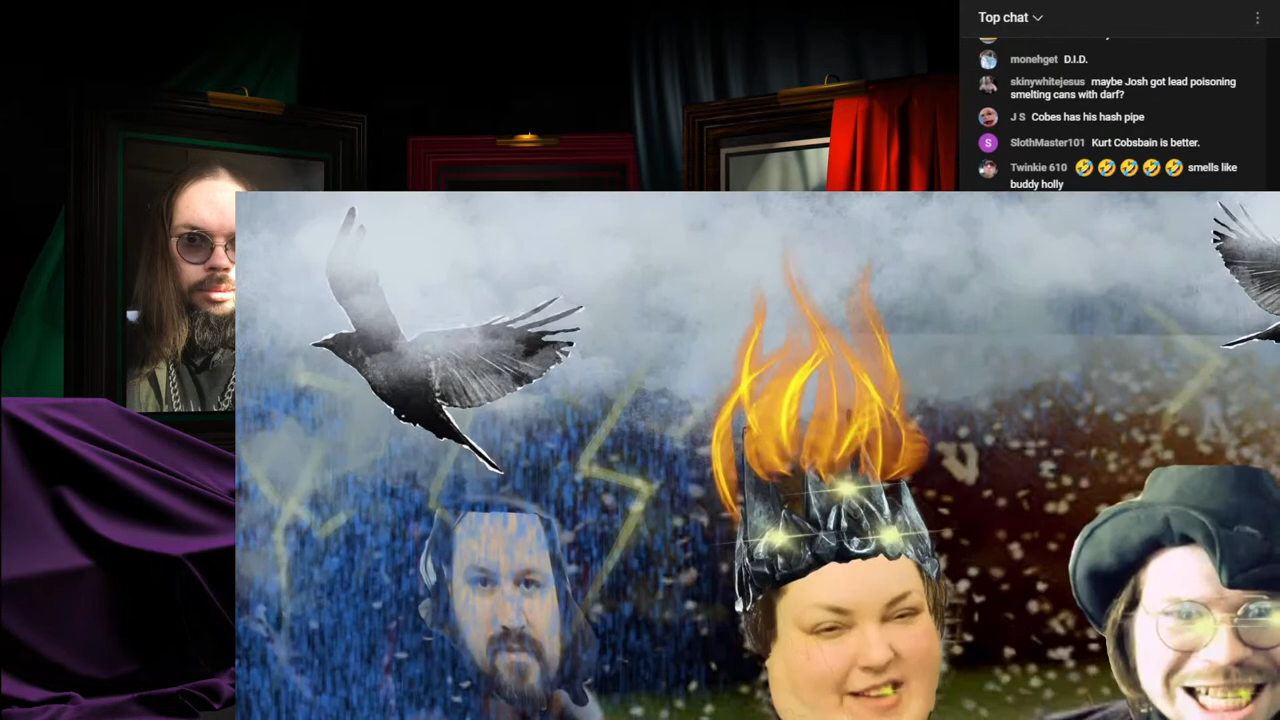 Top chat
monehget D.I.D.
skinywhitejesus maybe Josh got lead poisoning
smelting cans with darf?
J S Cobes has his hash pipe
S SlothMaster101 Kurt Cobsbain is better.
Twinkie 610 🤣🤣🤣🤣🤣 smells like
buddy holly